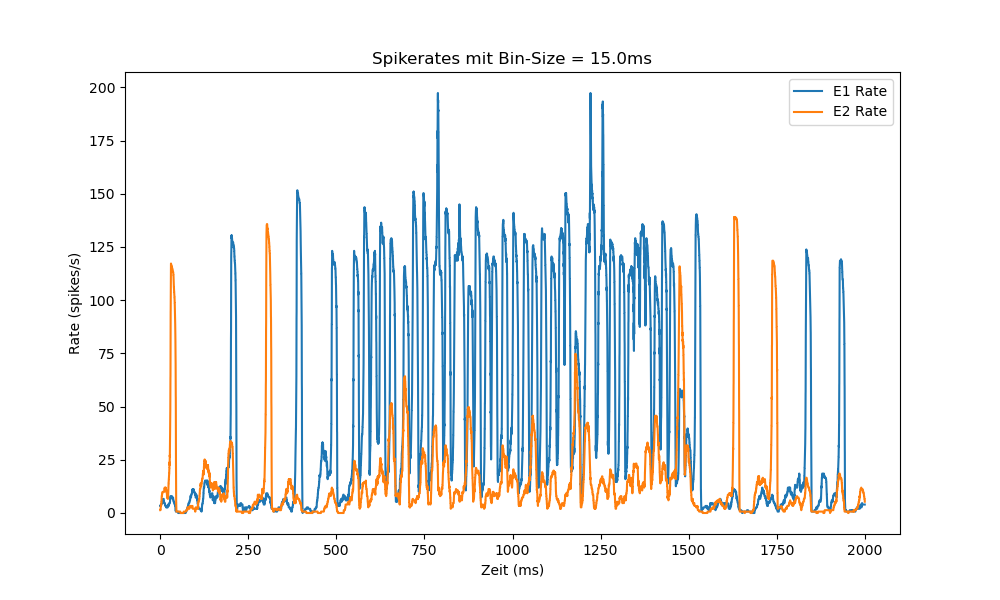 Spikerates mit Bin-Size = 15.0ms
E1 Rate
E2 Rate
Rate (spikes/s)
200
175
150
125
100
75
50
25
0
0 250 500 750 1000 1250 1500 1750 2000
Zeit (ms)